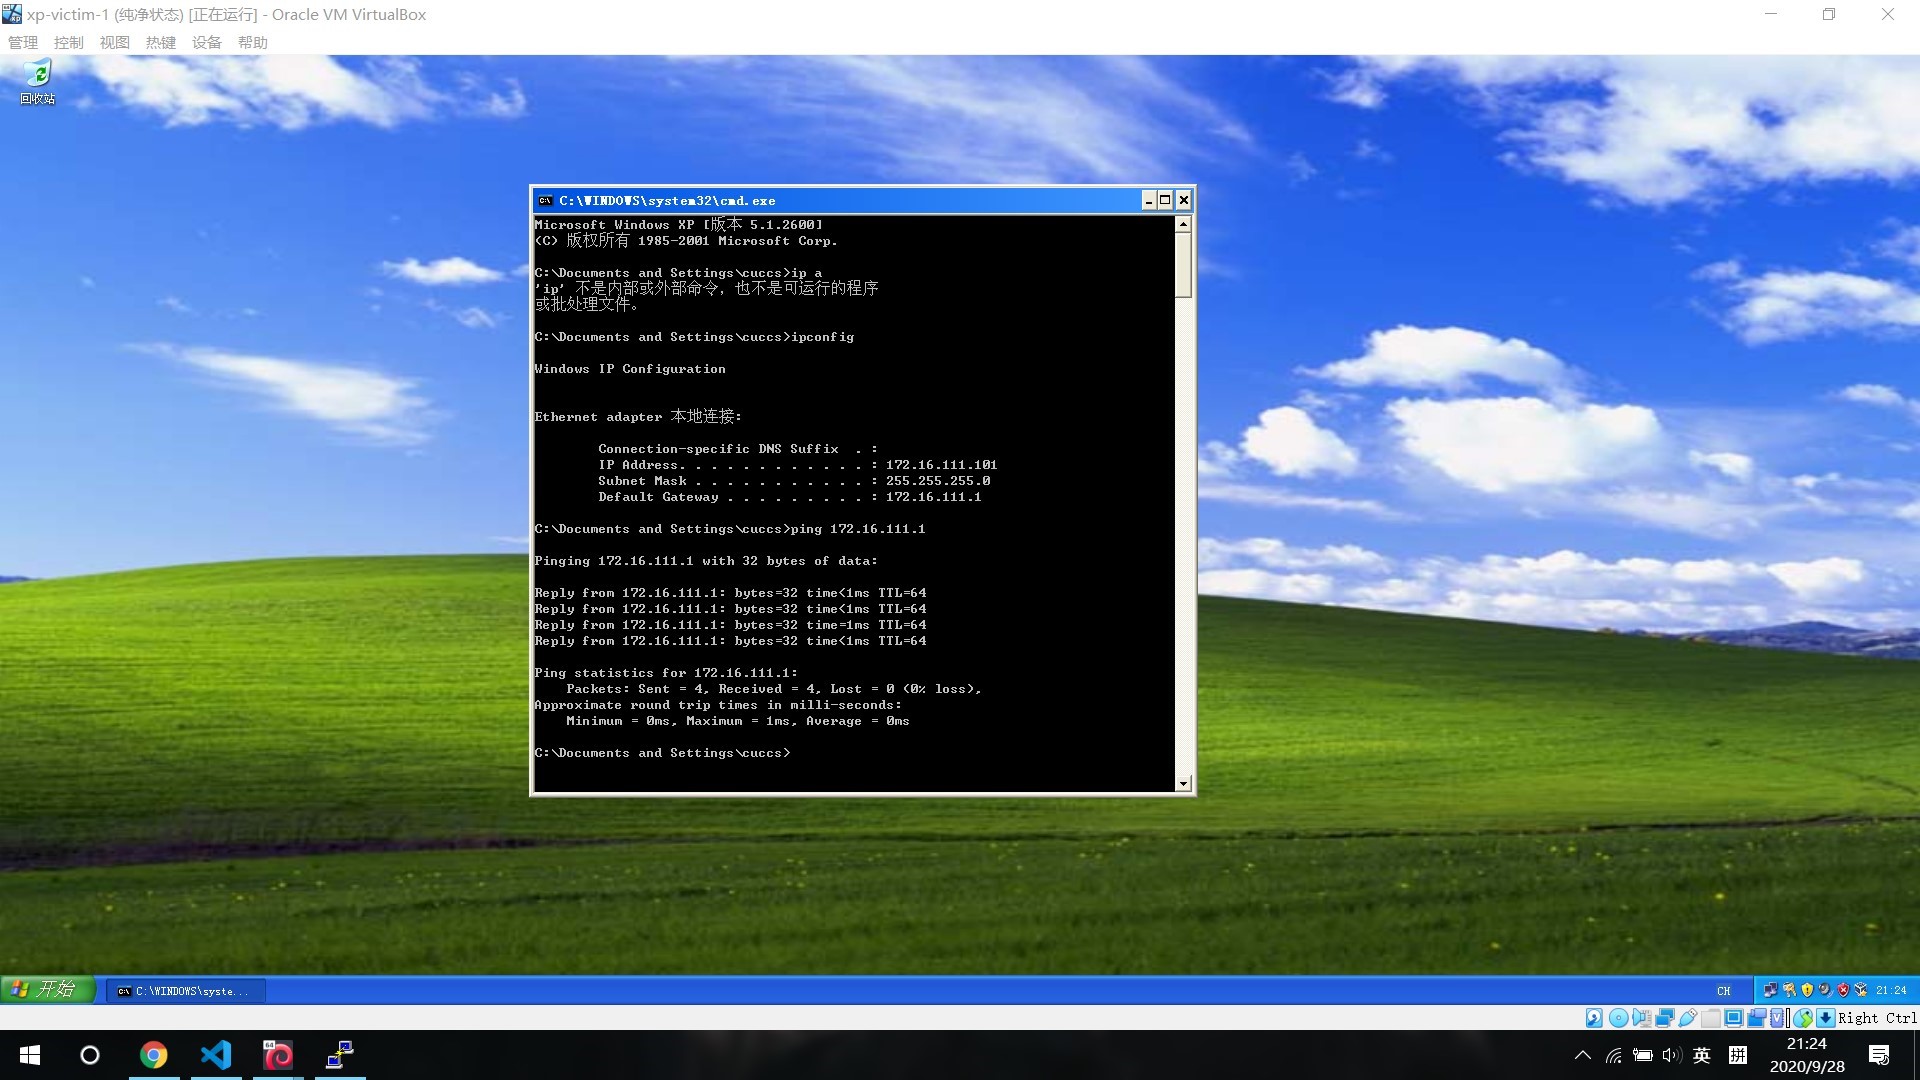 xp-victim-1 (纯净状态) [正在运行] - Oracle VM VirtualBox
管理 控制 视图 热键 设备 帮助
回收站
C:\WINDOWS\system32\cmd.exe
Microsoft Windows XP [版本 5.1.2600]
(C) 版权所有 1985-2001 Microsoft Corp.
C:\Documents and Settings\cuccs>ip a
'ip' 不是内部或外部命令，也不是可运行的程序
或批处理文件。
C:\Documents and Settings\cuccs>ipconfig
Windows IP Configuration
Ethernet adapter 本地连接:
Connection-specific DNS Suffix  . :
IP Address. . . . . . . . . . . . : 172.16.111.101
Subnet Mask . . . . . . . . . . . : 255.255.255.0
Default Gateway . . . . . . . . . : 172.16.111.1
C:\Documents and Settings\cuccs>ping 172.16.111.1
Pinging 172.16.111.1 with 32 bytes of data:
Reply from 172.16.111.1: bytes=32 time<1ms TTL=64
Reply from 172.16.111.1: bytes=32 time<1ms TTL=64
Reply from 172.16.111.1: bytes=32 time=1ms TTL=64
Reply from 172.16.111.1: bytes=32 time<1ms TTL=64
Ping statistics for 172.16.111.1:
Packets: Sent = 4, Received = 4, Lost = 0 (0% loss),
Approximate round trip times in milli-seconds:
Minimum = 0ms, Maximum = 1ms, Average = 0ms
C:\Documents and Settings\cuccs>
开始 C:\WINDOWS\syste... CH 21:24
Right Ctrl
64
英 拼 21:24
2020/9/28